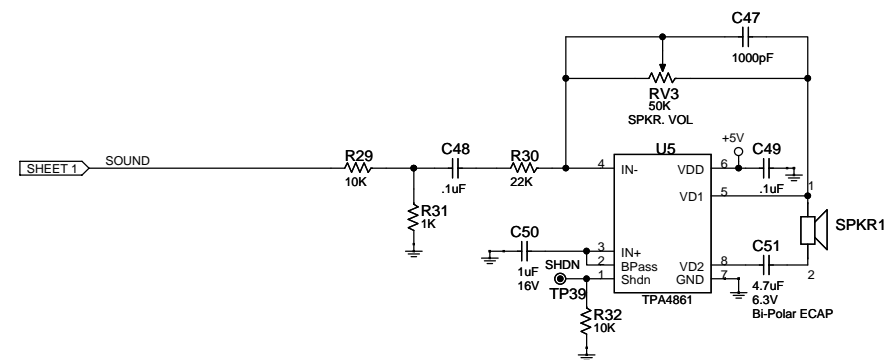 C47
1000pF
RV3
50K
SPKR. VOL
+5V
SHEET 1
SOUND
R29
10K
C48
.1uF
R30
22K
U5
4
IN-
VDD
6
C49
.1uF
VD1
5
1
R31
1K
SPKR1
C50
1uF
16V
3
IN+
2
BPass
1
Shdn
VD2
8
GND
7
C51
4.7uF
6.3V
Bi-Polar ECAP
2
SHDN
TP39
TPA4861
R32
10K